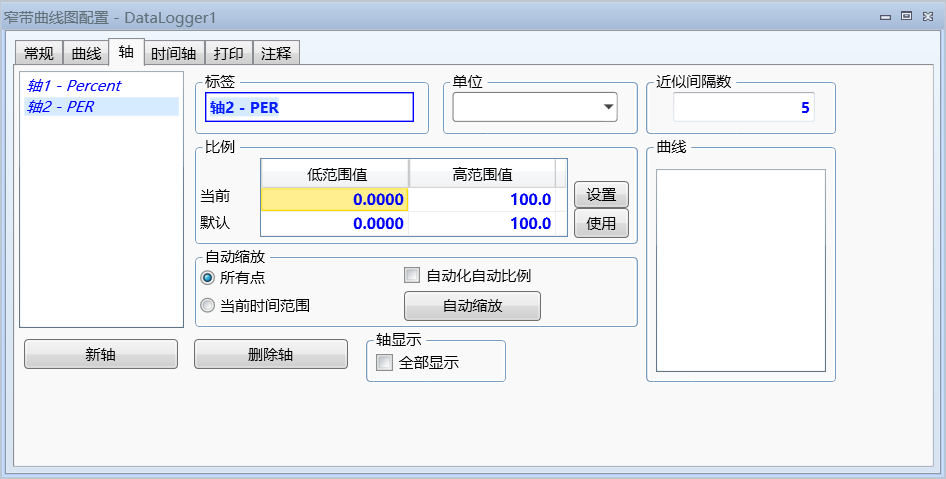 窄带曲线图配置 - DataLogger1
常规 曲线 轴 时间轴 打印 注释
轴1 - Percent
轴2 - PER
标签
轴2 - PER
单位
近似间隔数
5
比例
低范围值 高范围值
当前 0.0000 100.0 设置
默认 0.0000 100.0 使用
曲线
自动缩放
所有点 自动化自动比例
当前时间范围 自动缩放
新轴 删除轴
轴显示
全部显示